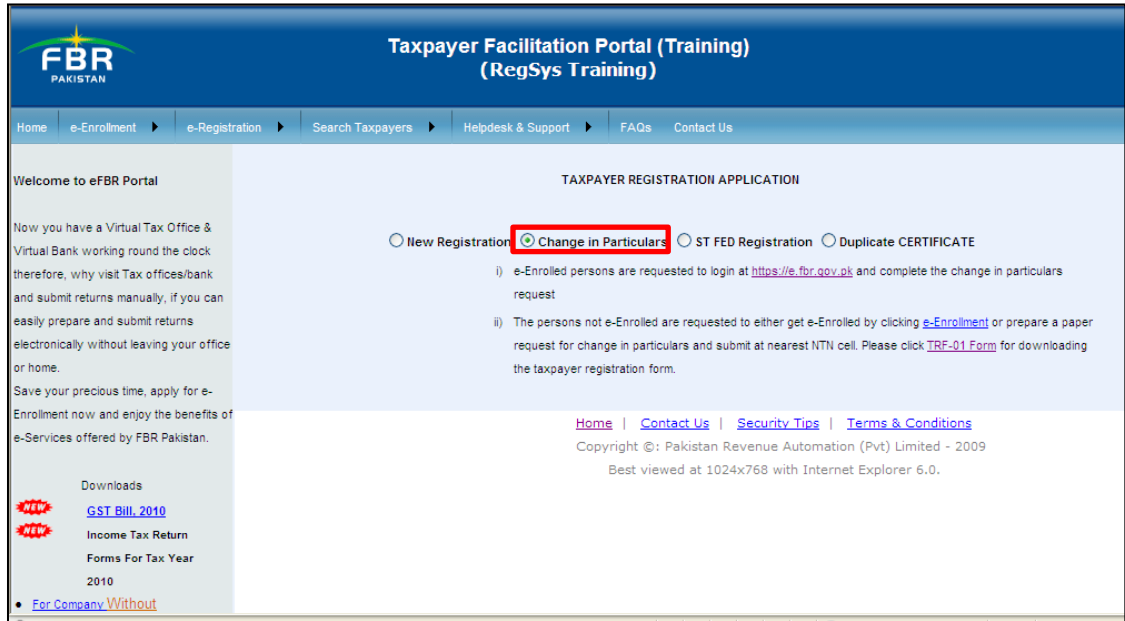 FBR
PAKISTAN
Taxpayer Facilitation Portal (Training)
(RegSys Training)
Home e-Enrollment e-Registration Search Taxpayers Helpdesk & Support FAQs Contact Us
Welcome to eFBR Portal
Now you have a Virtual Tax Office &
Virtual Bank working round the clock
therefore, why visit Tax offices/bank
and submit returns manually, if you can
easily prepare and submit returns
electronically without leaving your office
or home.
Save your precious time, apply for e-
Enrollment now and enjoy the benefits of
e-Services offered by FBR Pakistan.
Downloads
NEW GST Bill, 2010
NEW Income Tax Return
Forms For Tax Year
2010
For Company Without
TAXPAYER REGISTRATION APPLICATION
New Registration Change in Particulars ST FED Registration Duplicate CERTIFICATE
i) e-Enrolled persons are requested to login at https://e.fbr.gov.pk and complete the change in particulars
request
ii) The persons not e-Enrolled are requested to either get e-Enrolled by clicking e-Enrollment or prepare a paper
request for change in particulars and submit at nearest NTN cell. Please click TRF-01 Form for downloading
the taxpayer registration form.
Home | Contact Us | Security Tips | Terms & Conditions
Copyright ©: Pakistan Revenue Automation (Pvt) Limited - 2009
Best viewed at 1024x768 with Internet Explorer 6.0.